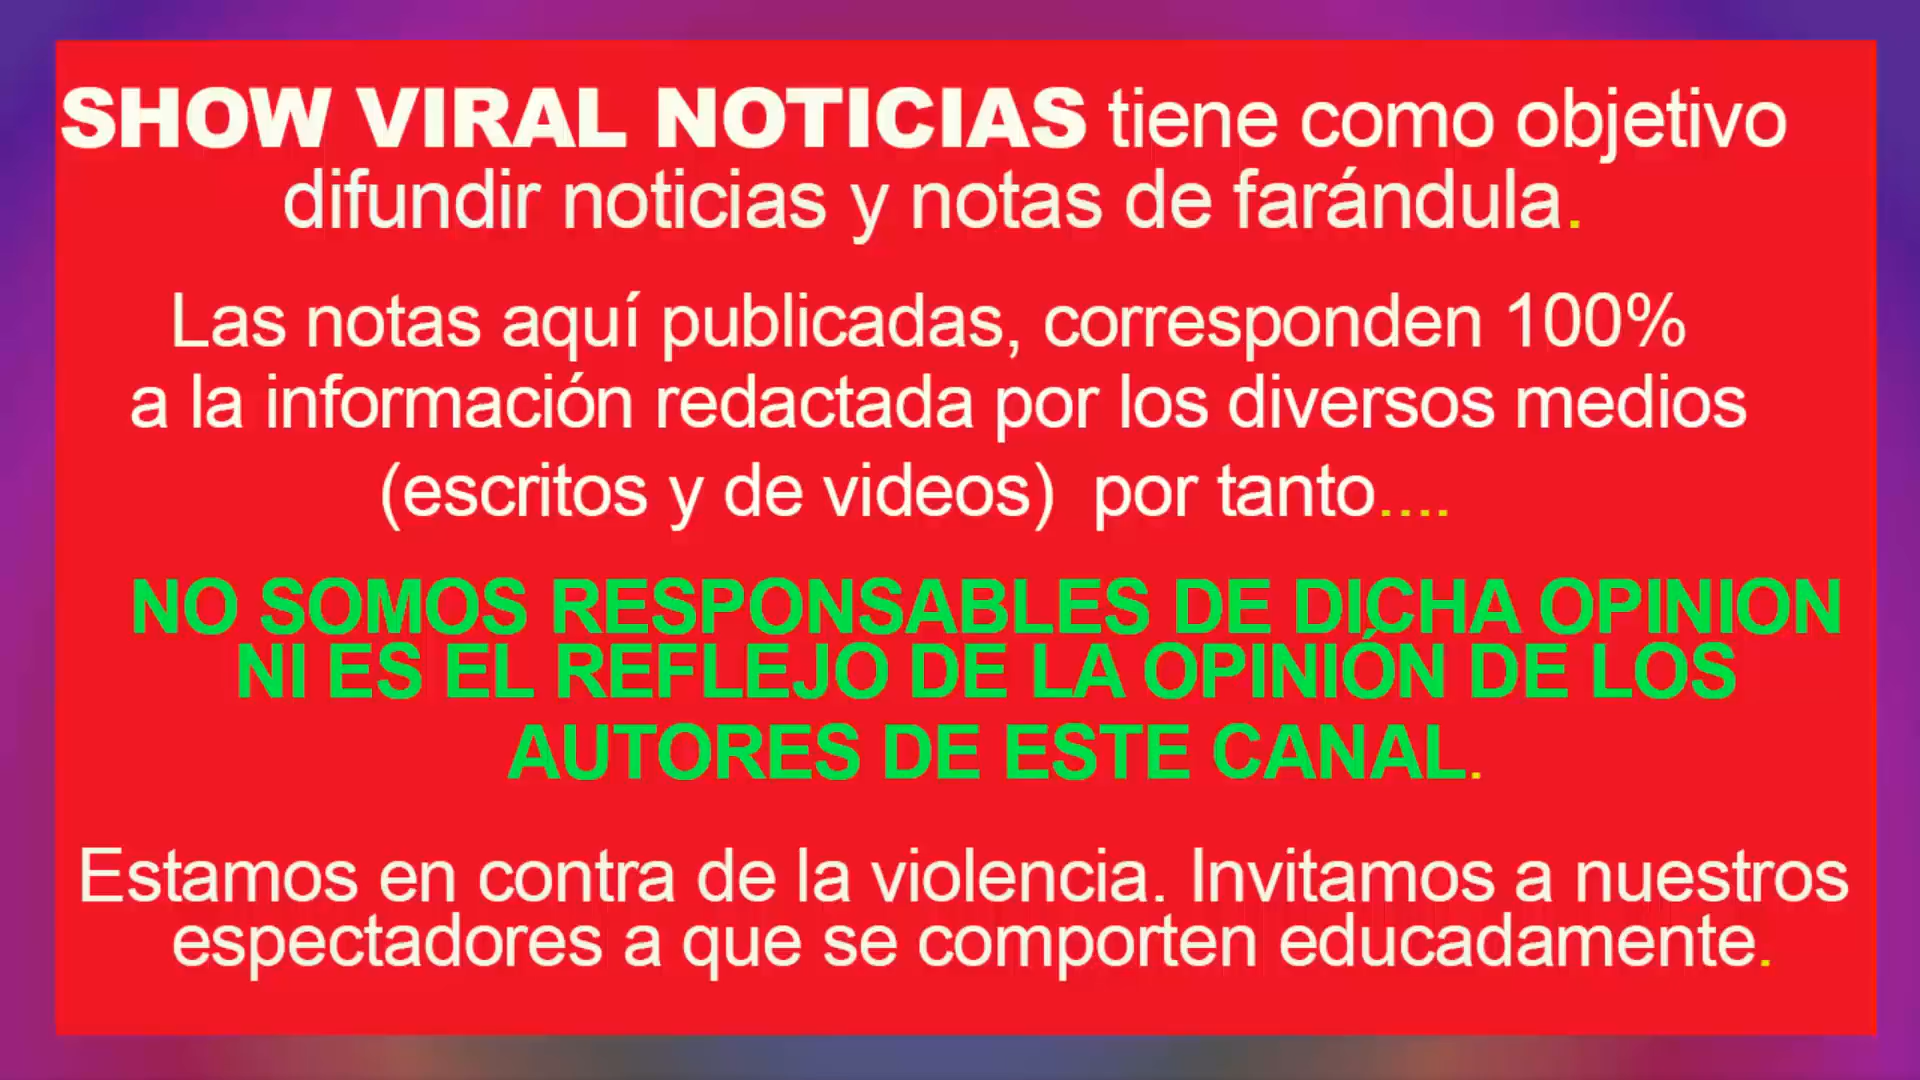 SHOW VIRAL NOTICIAS tiene como objetivo
difundir noticias y notas de farándula.
Las notas aquí publicadas, corresponden 100%
a la información redactada por los diversos medios
(escritos y de videos) por tanto....
NO SOMOS RESPONSABLES DE DICHA OPINION
NI ES EL REFLEJO DE LA OPINIÓN DE LOS
AUTORES DE ESTE CANAL.
Estamos en contra de la violencia. Invitamos a nuestros
espectadores a que se comporten educadamente.